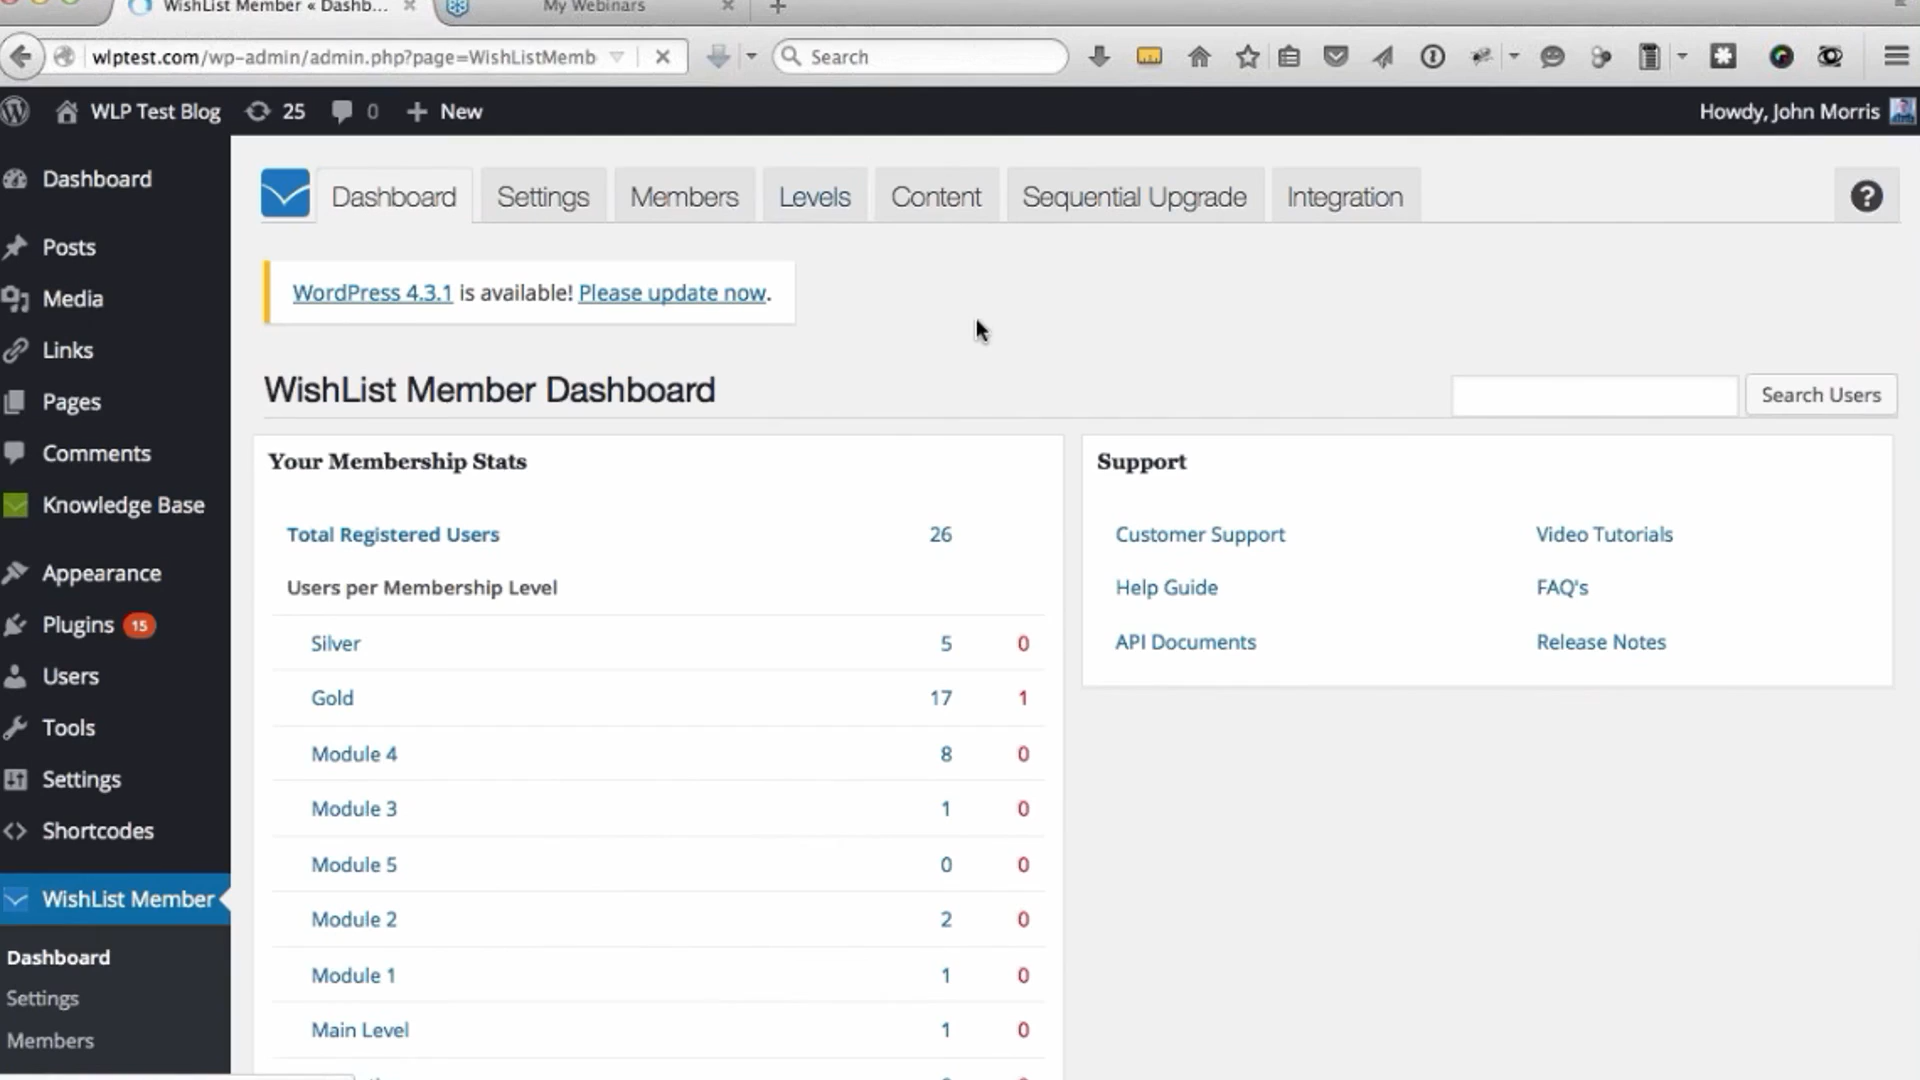 WishList Member « Dashb...
My Webinars
wlptest.com/wp-admin/admin.php?page=WishListMemb
Search
WLP Test Blog
25
0
New
Howdy, John Morris
Dashboard
Posts
Media
Links
Pages
Comments
Knowledge Base
Appearance
Plugins 15
Users
Tools
Settings
Shortcodes
WishList Member
Dashboard
Settings
Members
Dashboard
Settings
Members
Levels
Content
Sequential Upgrade
Integration
?
WordPress 4.3.1 is available! Please update now.
WishList Member Dashboard
Search Users
Your Membership Stats
Total Registered Users 26
Users per Membership Level
Silver 5 0
Gold 17 1
Module 4 8 0
Module 3 1 0
Module 5 0 0
Module 2 2 0
Module 1 1 0
Main Level 1 0
Support
Customer Support
Video Tutorials
Help Guide
FAQ's
API Documents
Release Notes